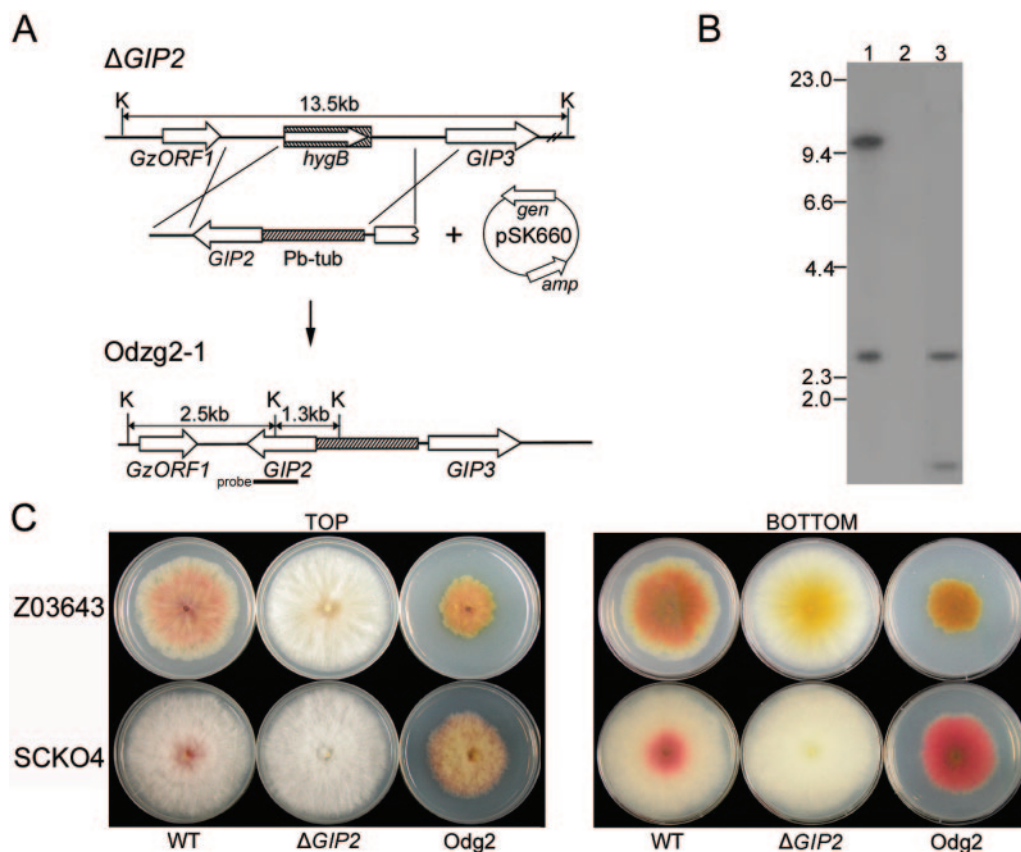 A
ΔGIP2
K
13.5kb
K
GzORF1
hygB
GIP3
GIP2
Pb-tub
+
gen
pSK660
amp
Odzg2-1
K
2.5kb
K
1.3kb
K
GzORF1
GIP2
GIP3
probe
B
1 2 3
23.0
9.4
6.6
4.4
2.3
2.0
C
TOP
BOTTOM
Z03643
SCKO4
WT
ΔGIP2
Odg2
WT
ΔGIP2
Odg2